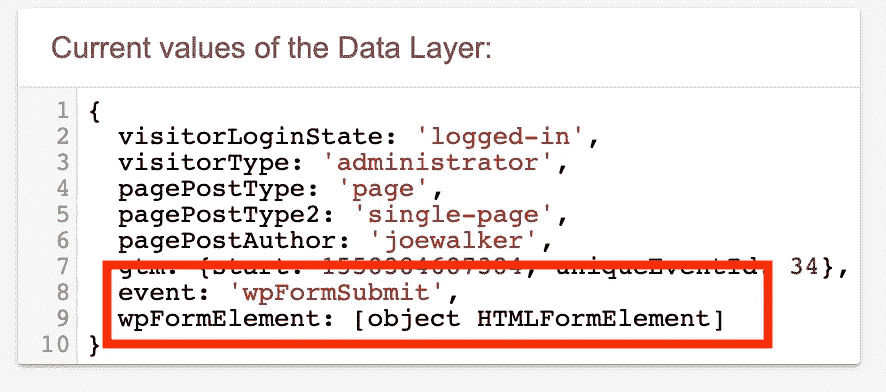 Current values of the Data Layer:
1 {
2 visitorLoginState: 'logged-in',
3 visitorType: 'administrator',
4 pagePostType: 'page',
5 pagePostType2: 'single-page',
6 pagePostAuthor: 'joewalker',
7 gtm: {start: uniqueEventId: 34},
8 event: 'wpFormSubmit',
9 wpFormElement: [object HTMLFormElement]
10 }